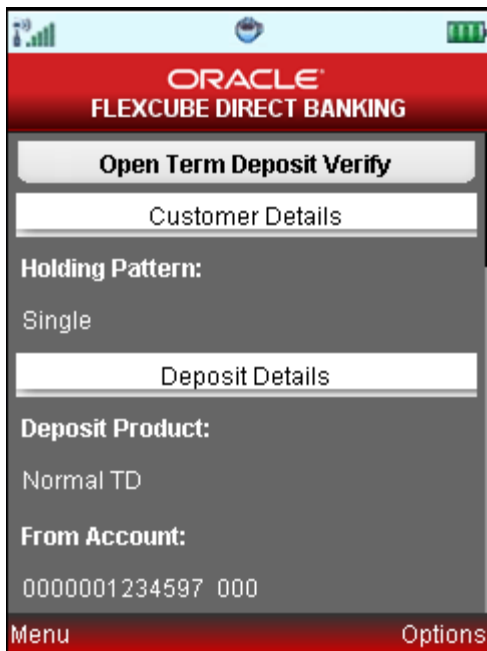 ORACLE
FLEXCUBE DIRECT BANKING
Open Term Deposit Verify
Customer Details
Holding Pattern:
Single
Deposit Details
Deposit Product:
Normal TD
From Account:
0000001234597 000
Menu Options